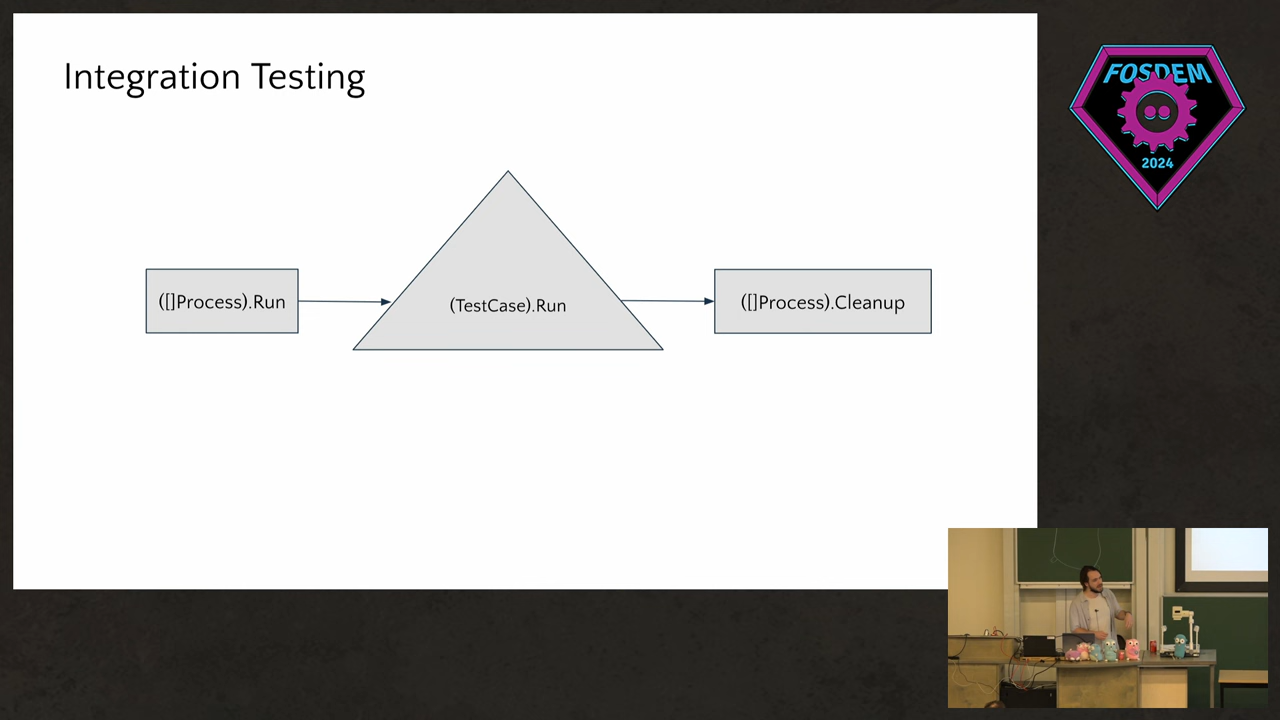 Integration Testing
([]Process).Run
(TestCase).Run
([]Process).Cleanup
FOSDEM
2024